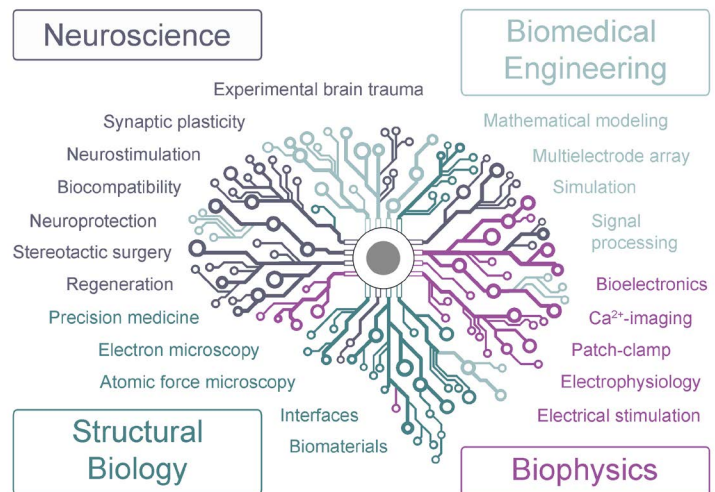 Neuroscience
Biomedical
Engineering
Experimental brain trauma
Synaptic plasticity
Neurostimulation
Biocompatibility
Neuroprotection
Stereotactic surgery
Regeneration
Mathematical modeling
Multielectrode array
Simulation
Signal
processing
Precision medicine
Electron microscopy
Atomic force microscopy
Interfaces
Biomaterials
Bioelectronics
Ca²⁺-imaging
Patch-clamp
Electrophysiology
Electrical stimulation
Structural
Biology
Biophysics